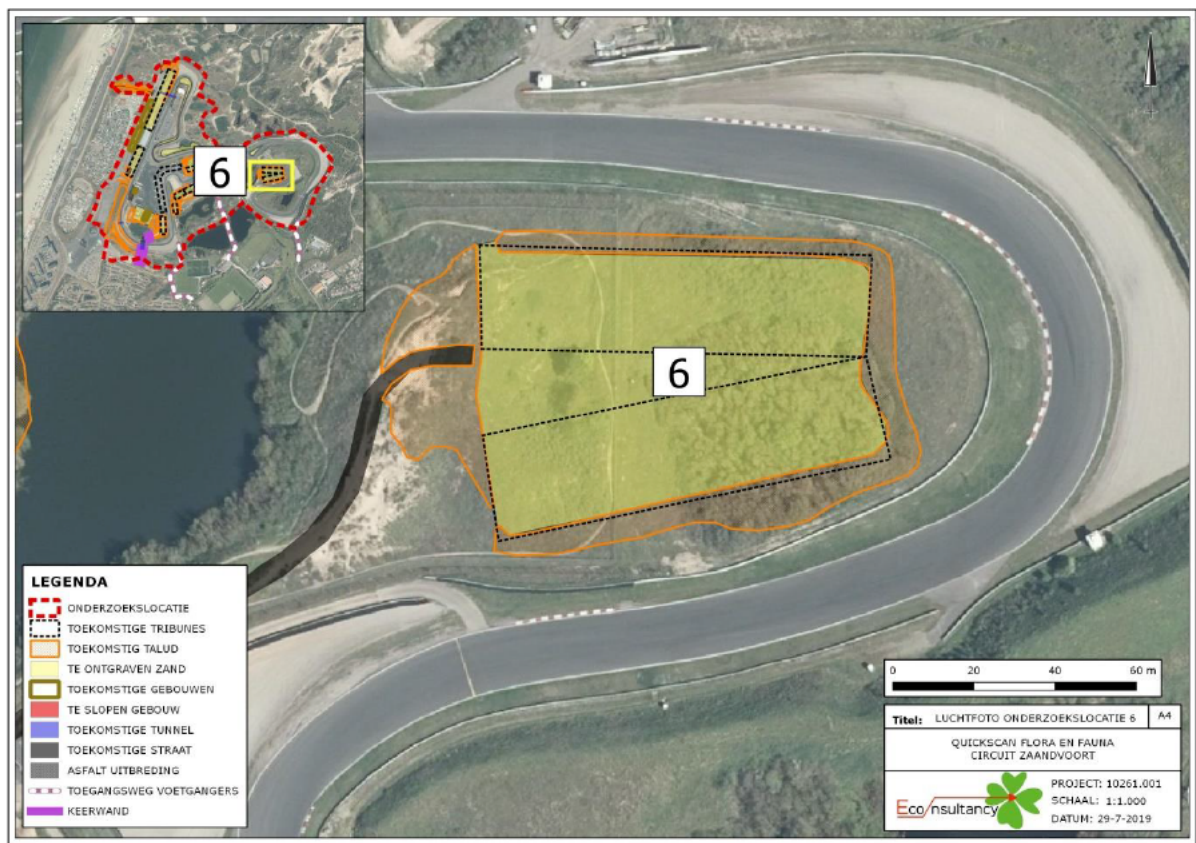 6
6
LEGENDA
ONDERZOEKSLOCATIE
TOEKOMSTIGE TRIBUNES
TOEKOMSTIG TALUD
TE ONTGRAVEN ZAND
TOEKOMSTIGE GEBOUWEN
TE SLOPEN GEBOUW
TOEKOMSTIGE TUNNEL
TOEKOMSTIGE STRAAT
ASFALT UITBREDING
TOEGANGSWEG VOETGANGERS
KEERWAND
0 20 40 60 m
Titel: LUCHTFOTO ONDERZOEKSLOCATIE 6 A4
QUICKSCAN FLORA EN FAUNA
CIRCUIT ZAANDVOORT
Econsultancy
PROJECT: 10261.001
SCHAAL: 1:1.000
DATUM: 29-7-2019